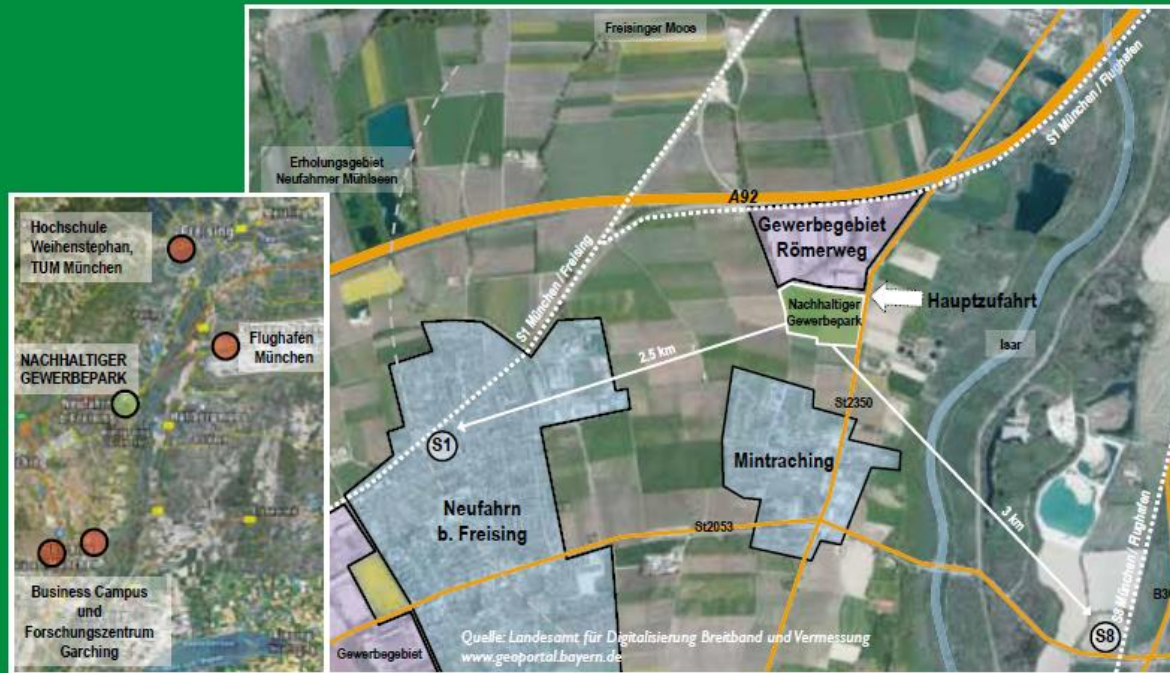 Freisinger Moos
S1 München / Flughafen
Erholungsgebiet
Neufahrner Mühlseen
A92
Gewerbegebiet
Römerweg
S1 München / Freising
Nachhaltiger
Gewerbepark
Hauptzufahrt
Isar
2.5 km
St2350
S1
Mintraching
Neufahrn
b. Freising
St2053
3 km
S8 München/ Flughafen
S8
Gewerbegebiet
Quelle: Landesamt für Digitalisierung Breitband und Vermessung
www.geoportal.bayern.de
Hochschule
Weihenstephan,
TUM München
Freising
Flughafen
München
NACHHALTIGER
GEWERBEPARK
Business Campus
und
Forschungszentrum
Garching